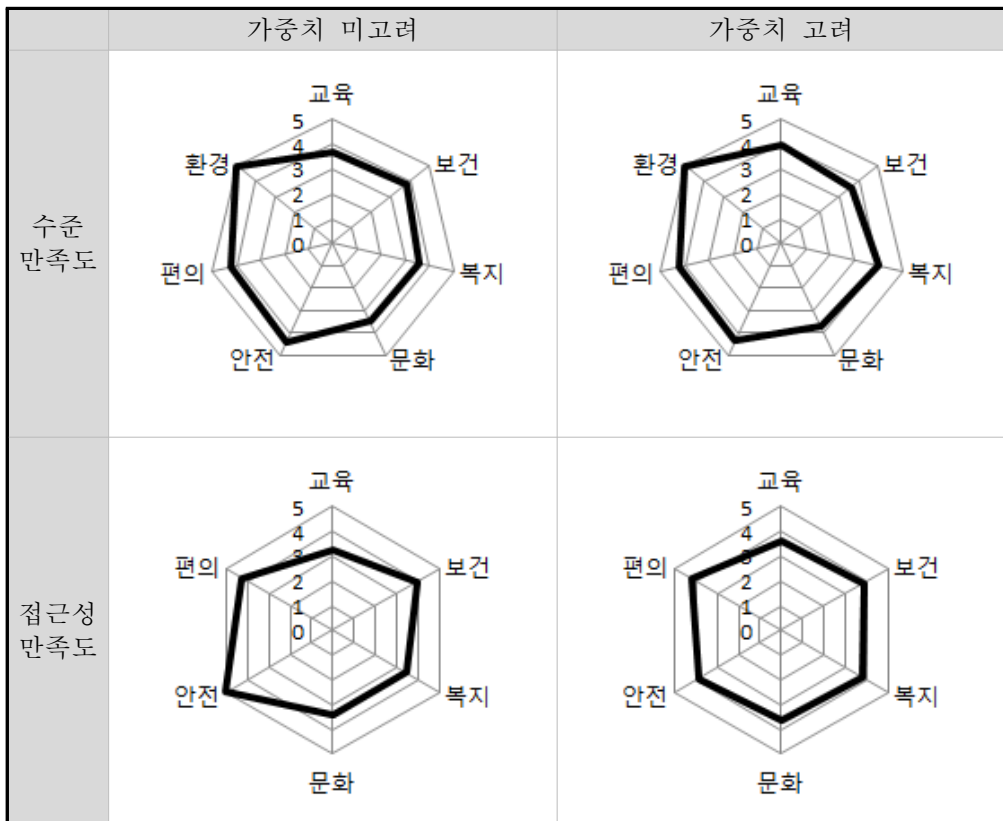 가중치 미고려
가중치 고려
수준
만족도
교육
5
4
3
2
1
0
환경
보건
편의
복지
안전
문화
교육
5
4
3
2
1
0
환경
보건
편의
복지
안전
문화
접근성
만족도
교육
5
4
3
2
1
0
편의
보건
안전
복지
문화
교육
5
4
3
2
1
0
편의
보건
안전
복지
문화